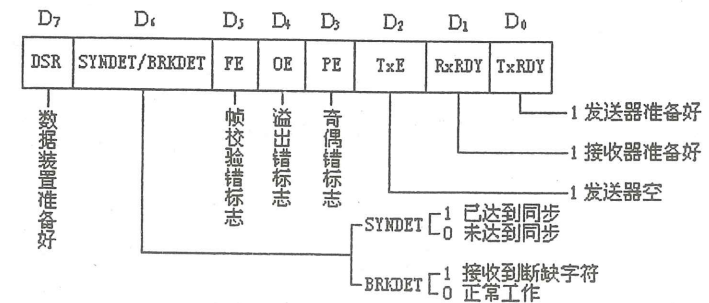 D7 D6 D5 D4 D3 D2 D1 D0
DSR SYNDET/BRKDET FE OE PE TxE RxRDY TxRDY
数据装置准备好
帧校验错标志
溢出错标志
奇偶错标志
1 发送器准备好
1 接收器准备好
1 发送器空
SYNDET
1 已达到同步
0 未达到同步
BRKDET
1 接收到断缺字符
0 正常工作